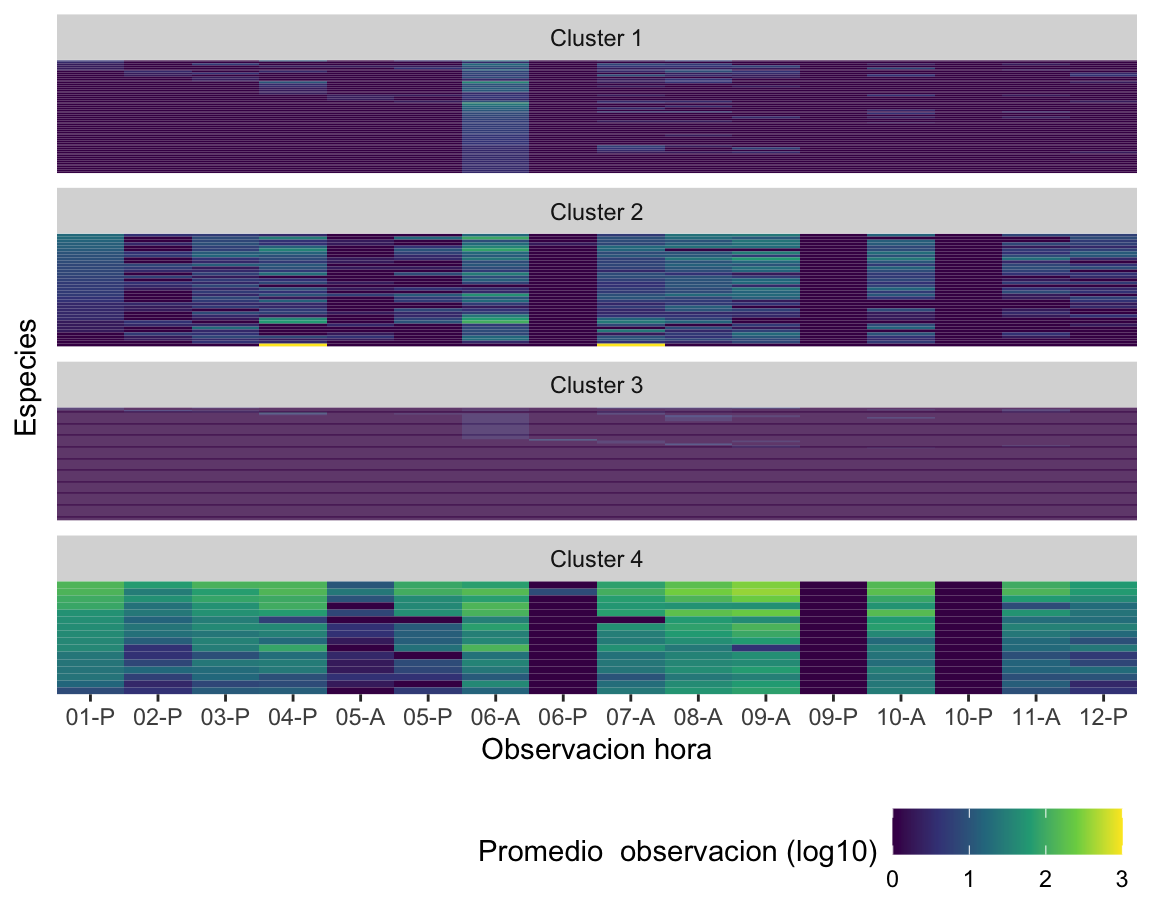 Cluster 1
Cluster 2
Cluster 3
Cluster 4
Especies
01-P 02-P 03-P 04-P 05-A 05-P 06-A 06-P 07-A 08-A 09-A 09-P 10-A 10-P 11-A 12-P
Observacion hora
Promedio  observacion (log10)
0 1 2 3